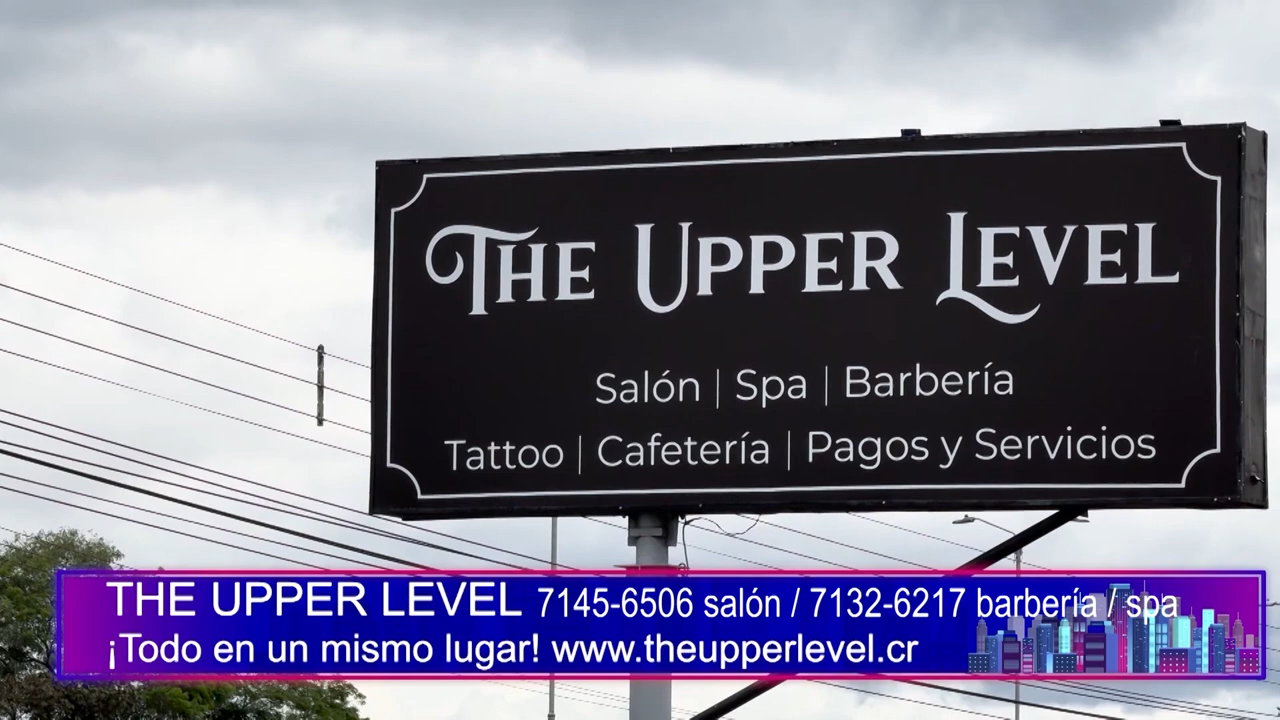 THE UPPER LEVEL
Salón | Spa | Barbería
Tattoo | Cafetería | Pagos y Servicios
THE UPPER LEVEL 7145-6506 salón / 7132-6217 barbería / spa
¡Todo en un mismo lugar! www.theupperlevel.cr